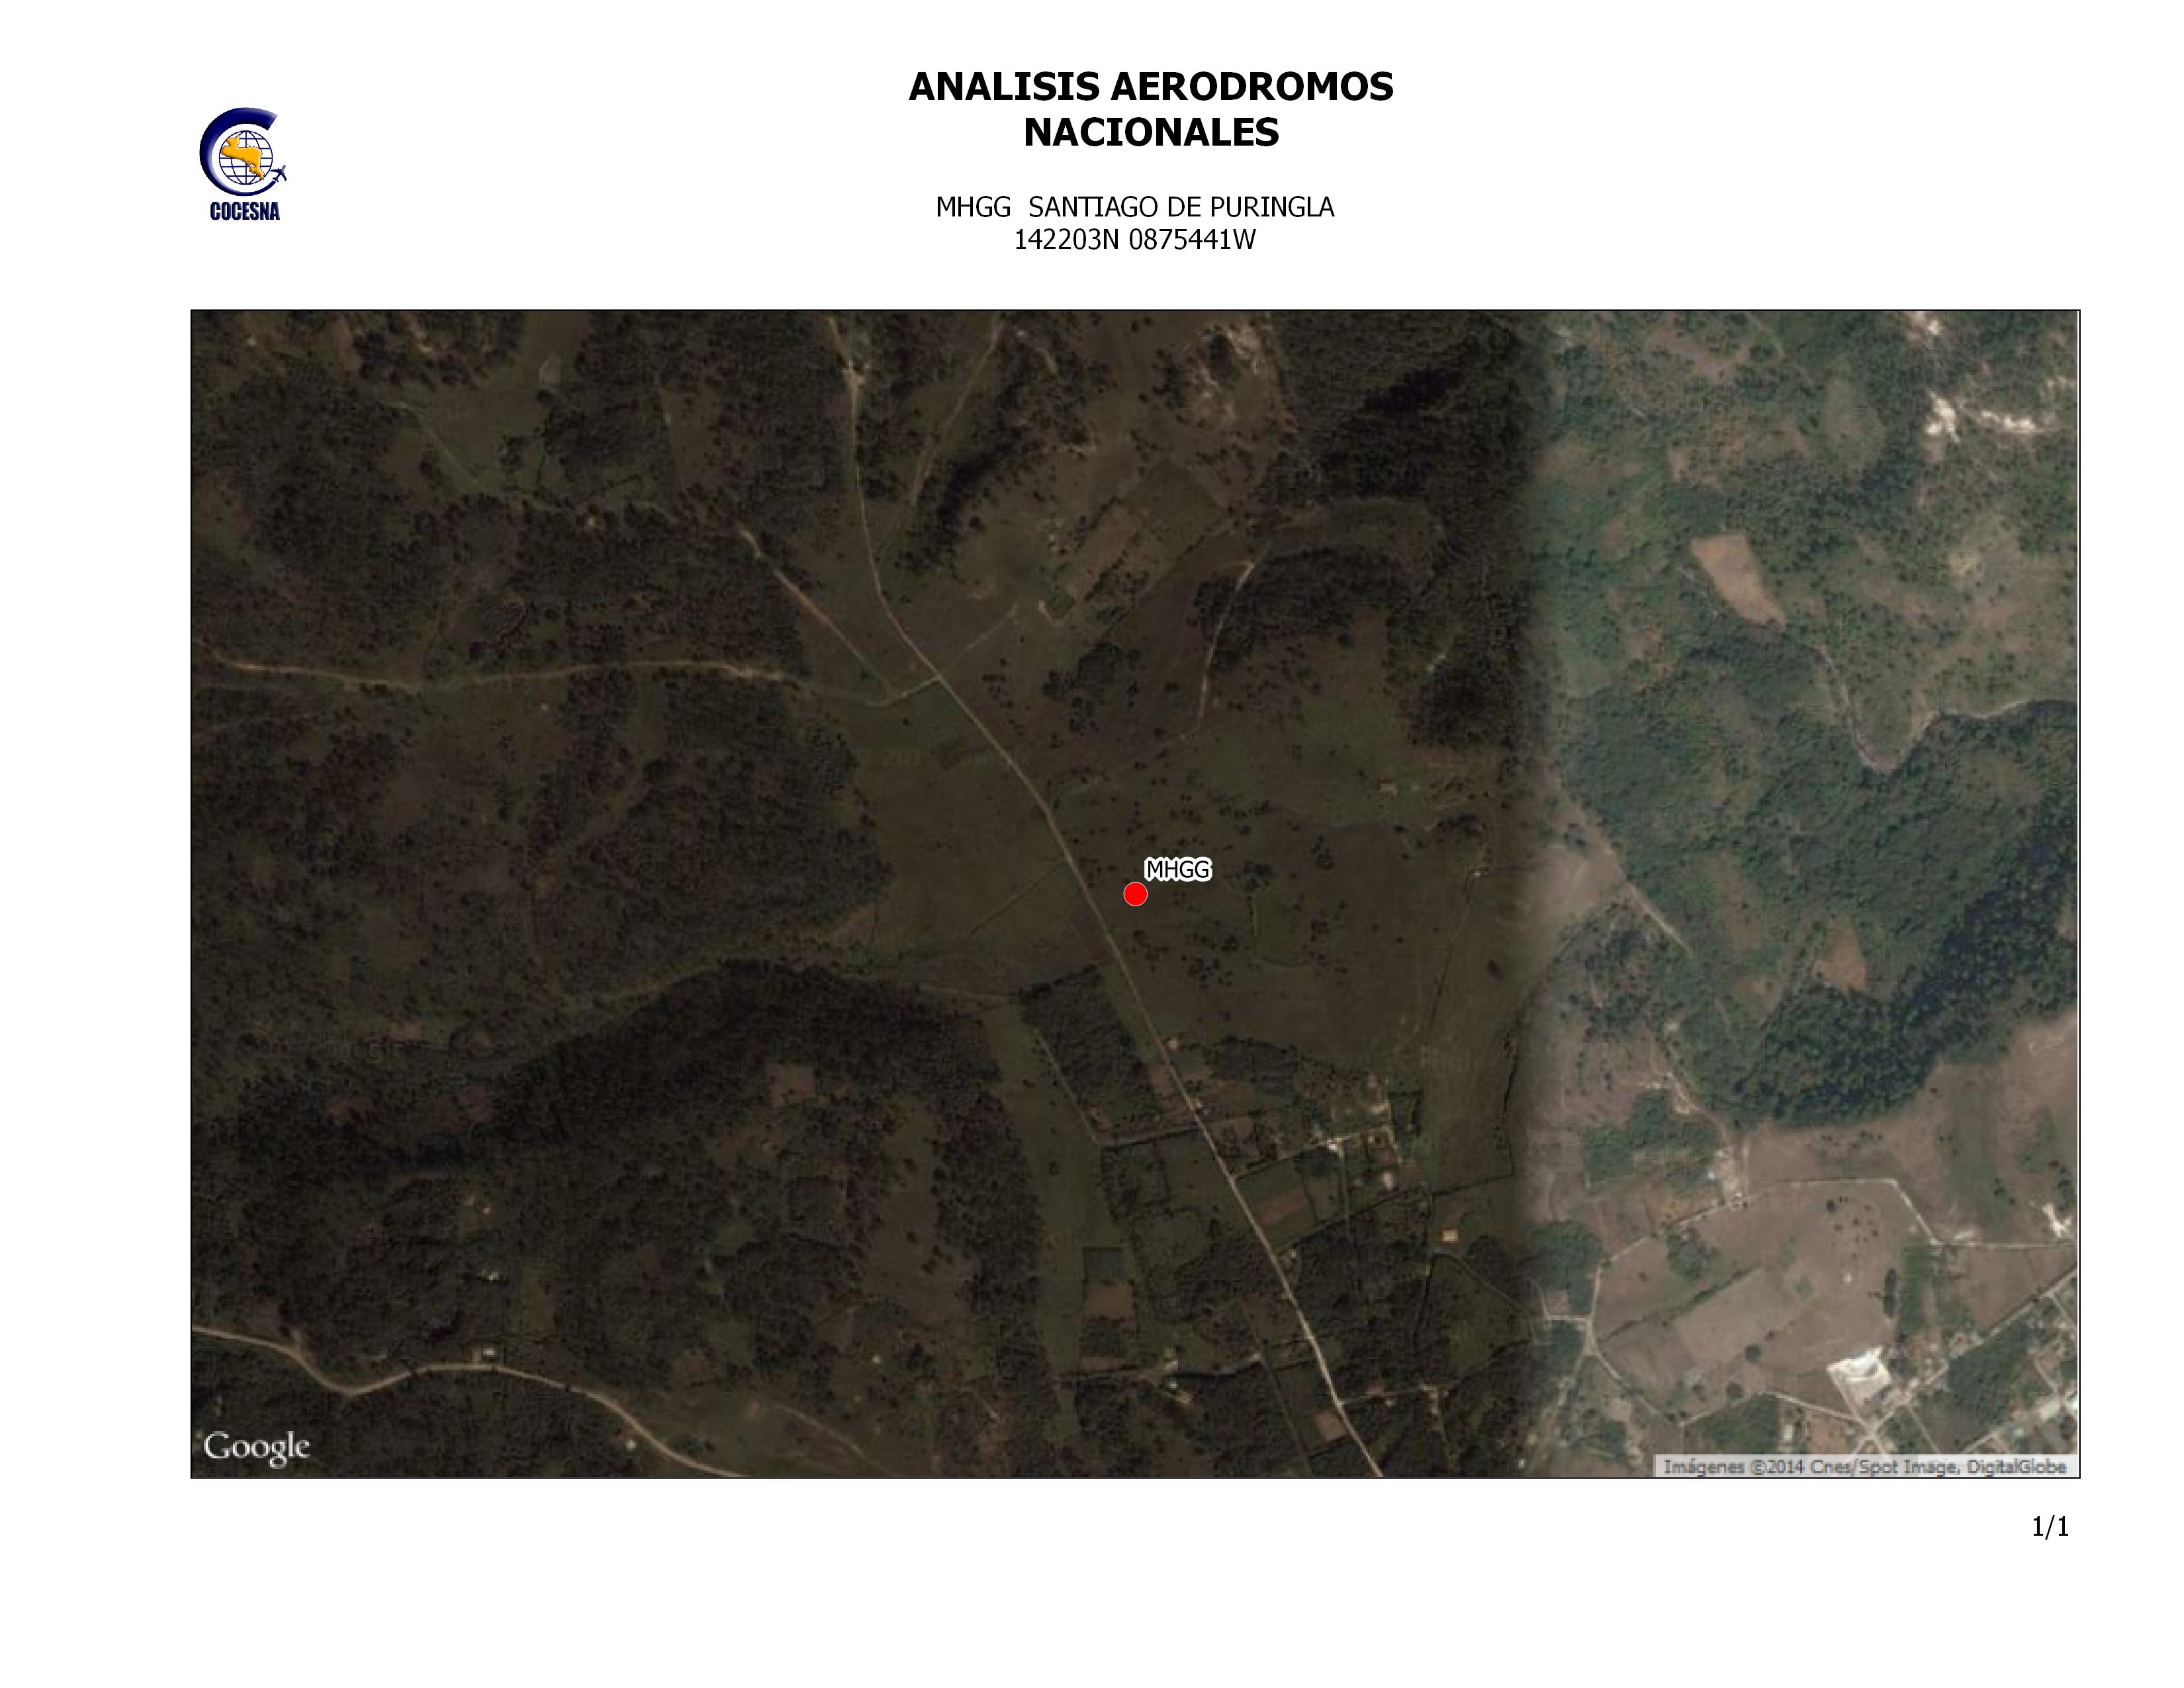 ANALISIS AERODROMOS
NACIONALES
COCESNA
MHGG  SANTIAGO DE PURINGLA
142203N 0875441W
MHGG
Google
Imágenes ©2014 Cnes/Spot Image, DigitalGlobe
1/1